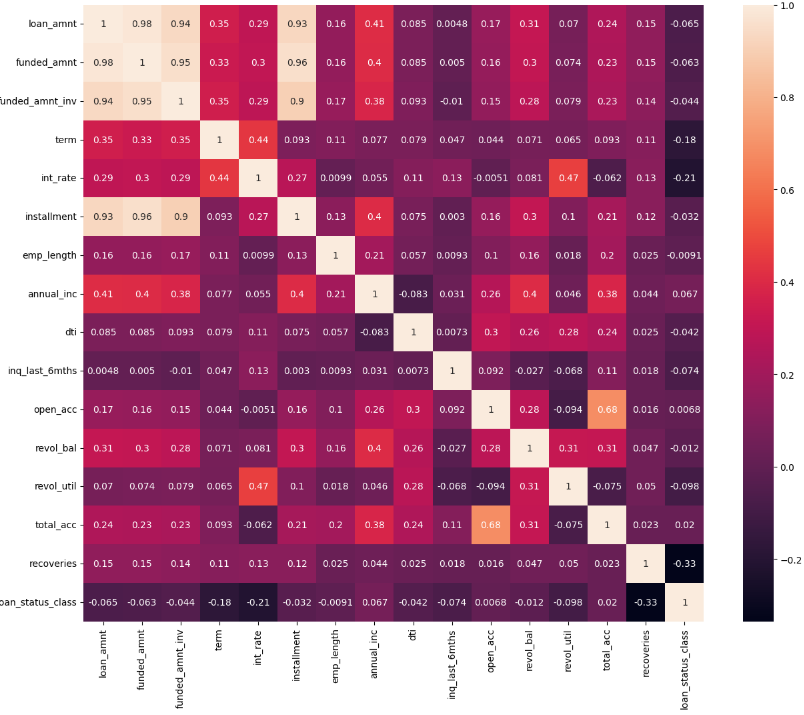 loan_amnt 1 0.98 0.94 0.35 0.29 0.93 0.16 0.41 0.085 0.0048 0.17 0.31 0.07 0.24 0.15 -0.065
funded_amnt 0.98 1 0.95 0.33 0.3 0.96 0.16 0.4 0.085 0.005 0.16 0.3 0.074 0.23 0.15 -0.063
funded_amnt_inv 0.94 0.95 1 0.35 0.29 0.9 0.17 0.38 0.093 -0.01 0.15 0.28 0.079 0.23 0.14 -0.044
term 0.35 0.33 0.35 1 0.44 0.093 0.11 0.077 0.079 0.047 0.044 0.071 0.065 0.093 0.11 -0.18
int_rate 0.29 0.3 0.29 0.44 1 0.27 0.0099 0.055 0.11 0.13 -0.0051 0.081 0.47 -0.062 0.13 -0.21
installment 0.93 0.96 0.9 0.093 0.27 1 0.13 0.4 0.075 0.003 0.16 0.3 0.1 0.21 0.12 -0.032
emp_length 0.16 0.16 0.17 0.11 0.0099 0.13 1 0.21 0.057 0.0093 0.1 0.16 0.018 0.2 0.025 -0.0091
annual_inc 0.41 0.4 0.38 0.077 0.055 0.4 0.21 1 -0.083 0.031 0.26 0.4 0.046 0.38 0.044 0.067
dti 0.085 0.085 0.093 0.079 0.11 0.075 0.057 -0.083 1 0.0073 0.3 0.26 0.28 0.24 0.025 -0.042
inq_last_6mths 0.0048 0.005 -0.01 0.047 0.13 0.003 0.0093 0.031 0.0073 1 0.092 -0.027 -0.068 0.11 0.018 -0.074
open_acc 0.17 0.16 0.15 0.044 -0.0051 0.16 0.1 0.26 0.3 0.092 1 0.28 -0.094 0.68 0.016 0.0068
revol_bal 0.31 0.3 0.28 0.071 0.081 0.3 0.16 0.4 0.26 -0.027 0.28 1 0.31 0.31 0.047 -0.012
revol_util 0.07 0.074 0.079 0.065 0.47 0.1 0.018 0.046 0.28 -0.068 -0.094 0.31 1 -0.075 0.05 -0.098
total_acc 0.24 0.23 0.23 0.093 -0.062 0.21 0.2 0.38 0.24 0.11 0.68 0.31 -0.075 1 0.023 0.02
recoveries 0.15 0.15 0.14 0.11 0.13 0.12 0.025 0.044 0.025 0.018 0.016 0.047 0.05 0.023 1 -0.33
oan_status_class -0.065 -0.063 -0.044 -0.18 -0.21 -0.032 -0.0091 0.067 -0.042 -0.074 0.0068 -0.012 -0.098 0.02 -0.33 1
loan_amnt funded_amnt funded_amnt_inv term int_rate installment emp_length annual_inc dti inq_last_6mths open_acc revol_bal revol_util total_acc recoveries loan_status_class
1.0
0.8
0.6
0.4
0.2
0.0
−0.2